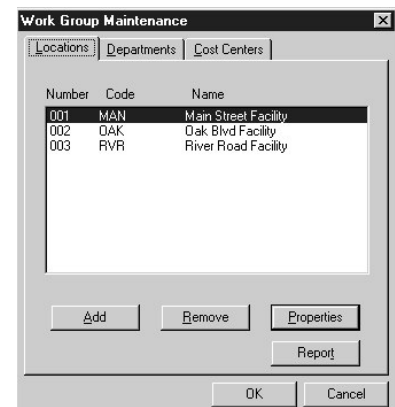 Work Group Maintenance
Locations Departments Cost Centers
Number Code Name
001 MAN Main Street Facility
002 OAK Oak Blvd Facility
003 RVR River Road Facility
Add Remove Properties
Report
OK Cancel